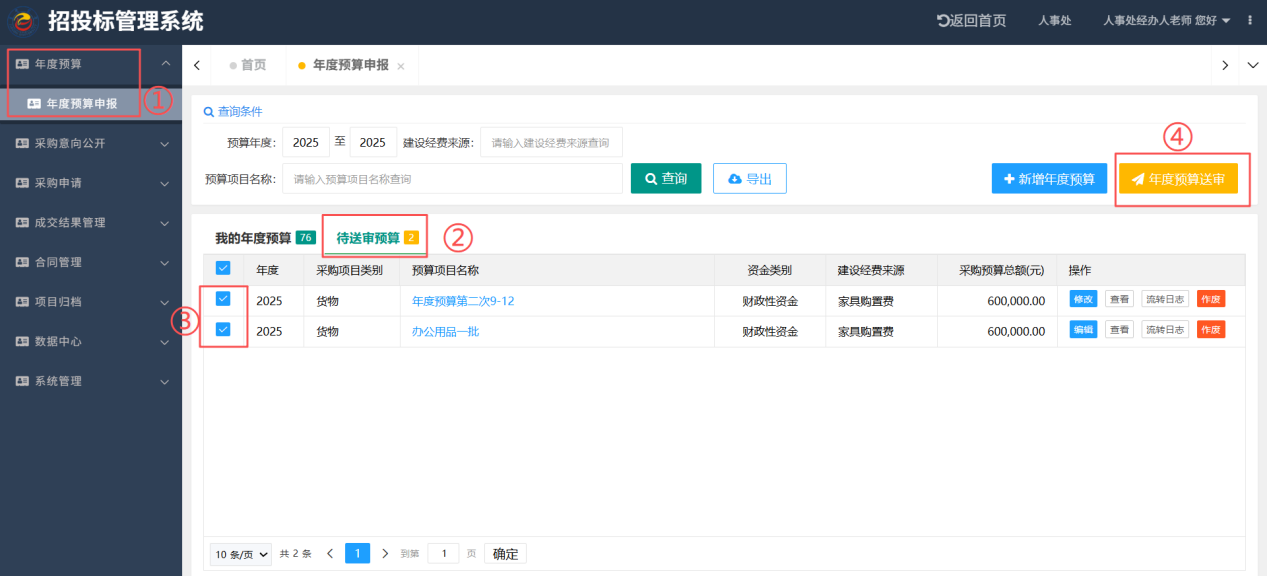 招投标管理系统
返回首页 人事处 人事处经办人老师 您好
年度预算
年度预算申报
①
采购意向公开
采购申请
成交结果管理
合同管理
项目归档
数据中心
系统管理
首页 年度预算申报 ×
查询条件
预算年度: 2025 至 2025 建设经费来源: 请输入建设经费来源查询
④
预算项目名称: 请输入预算项目名称查询 查询 导出 新增年度预算 年度预算送审
我的年度预算 76 待送审预算 2 ②
年度 采购项目类别 预算项目名称 资金类别 建设经费来源 采购预算总额(元) 操作
2025 货物 年度预算第二次9-12 财政性资金 家具购置费 600,000.00 修改 查看 流转日志 作废
③
2025 货物 办公用品一批 财政性资金 家具购置费 600,000.00 编辑 查看 流转日志 作废
10 条/页 共 2 条 1 到第 1 页 确定